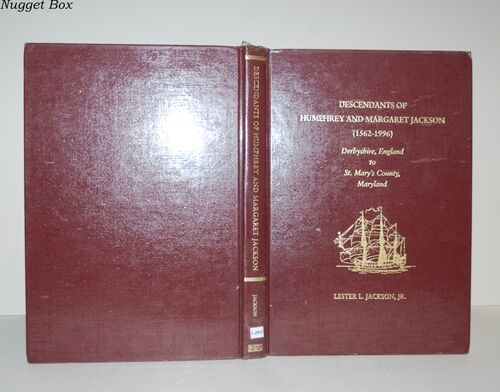 Nugget Box
DESCENDANTS OF HUMPHREY AND MARGARET JACKSON
JACKSON
DESCENDANTS OF
HUMPHREY AND MARGARET JACKSON
(1562-1996)
Derbyshire, England
to
St. Mary's County,
Maryland
LESTER L. JACKSON, JR.